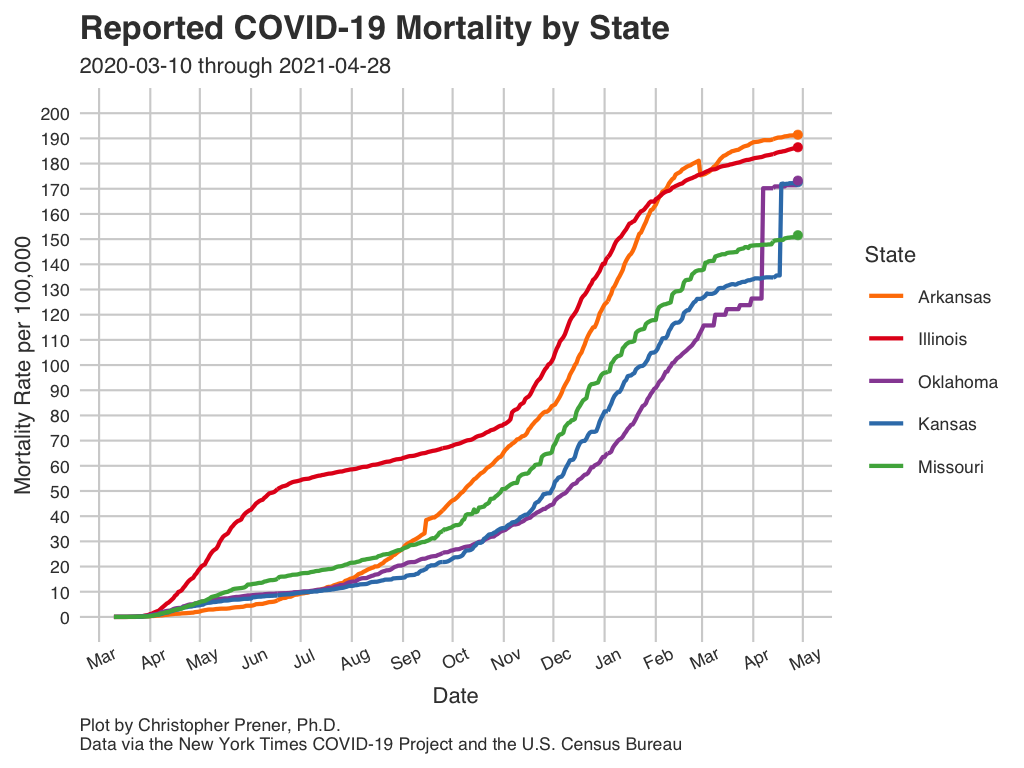 Reported COVID-19 Mortality by State
2020-03-10 through 2021-04-28
200
190
180
170
160
150
140
130
120
110
100
90
80
70
60
50
40
30
20
10
0
Mortality Rate per 100,000
Mar Apr May Jun Jul Aug Sep Oct Nov Dec Jan Feb Mar Apr May
Date
State
Arkansas
Illinois
Oklahoma
Kansas
Missouri
Plot by Christopher Prener, Ph.D.
Data via the New York Times COVID-19 Project and the U.S. Census Bureau